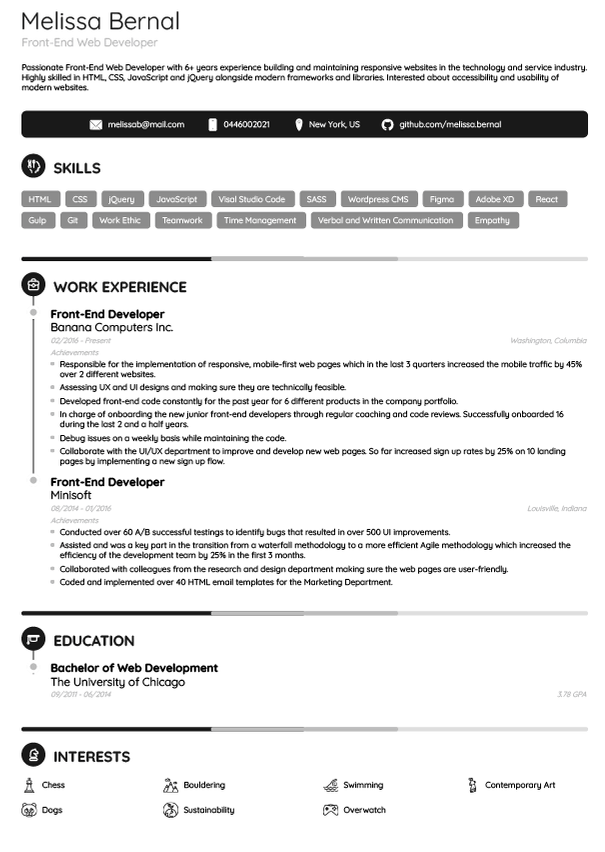 Melissa Bernal
Front-End Web Developer
Passionate Front-End Web Developer with 6+ years experience building and maintaining responsive websites in the technology and service industry.
Highly skilled in HTML, CSS, JavaScript and jQuery alongside modern frameworks and libraries. Interested about accessibility and usability of
modern websites.
melissab@mail.com 0446002021 New York, US github.com/melissa.bernal
SKILLS
HTML CSS jQuery JavaScript Visal Studio Code SASS Wordpress CMS Figma Adobe XD React
Gulp Git Work Ethic Teamwork Time Management Verbal and Written Communication Empathy
WORK EXPERIENCE
Front-End Developer
Banana Computers Inc.
02/2016 - Present Washington, Columbia
Achievements
Responsible for the implementation of responsive, mobile-first web pages which in the last 3 quarters increased the mobile traffic by 45%
over 2 different websites.
Assessing UX and UI designs and making sure they are technically feasible.
Developed front-end code constantly for the past year for 6 different products in the company portfolio.
In charge of onboarding the new junior front-end developers through regular coaching and code reviews. Successfully onboarded 16
during the last 2 and a half years.
Debug issues on a weekly basis while maintaining the code.
Collaborate with the UI/UX department to improve and develop new web pages. So far increased sign up rates by 25% on 10 landing
pages by implementing a new sign up flow.
Front-End Developer
Minisoft
08/2014 - 01/2016 Louisville, Indiana
Achievements
Conducted over 60 A/B successful testings to identify bugs that resulted in over 500 UI improvements.
Assisted and was a key part in the transition from a waterfall methodology to a more efficient Agile methodology which increased the
efficiency of the development team by 25% in the first 3 months.
Collaborated with colleagues from the research and design department making sure the web pages are user-friendly.
Coded and implemented over 40 HTML email templates for the Marketing Department.
EDUCATION
Bachelor of Web Development
The University of Chicago
09/2011 - 06/2014 3.78 GPA
INTERESTS
Chess Bouldering Swimming Contemporary Art
Dogs Sustainability Overwatch